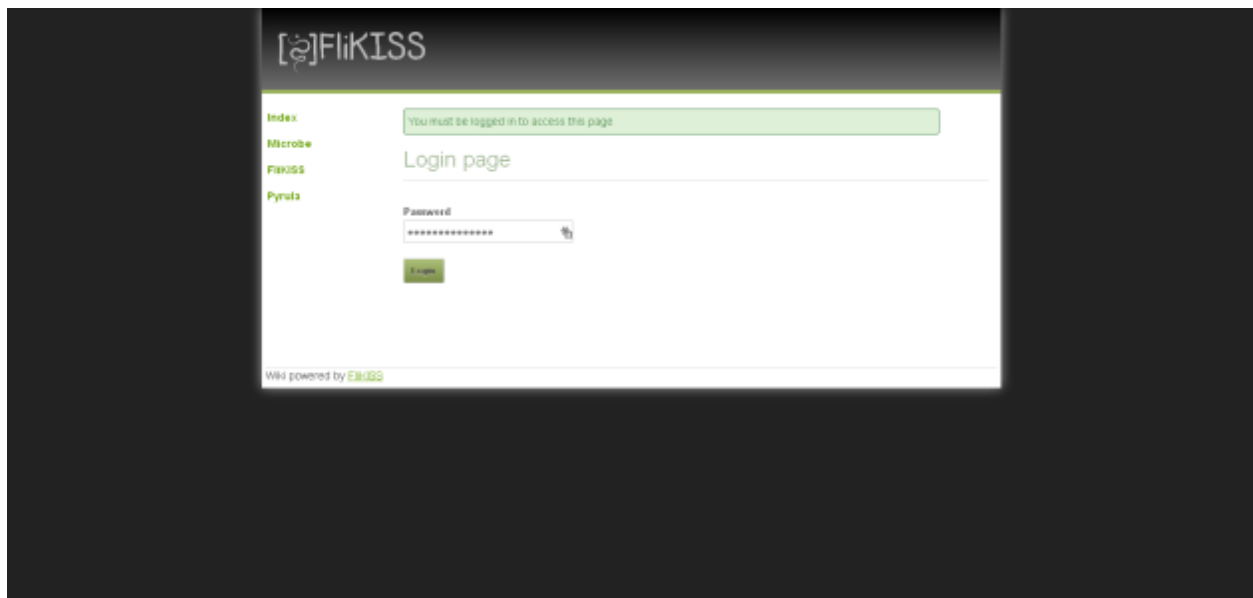 [ ]FliKISS
Index
Microbe
FliKISS
Pyrula
You must be logged in to access this page
Login page
Password
**************
Login
Wiki powered by FliKISS